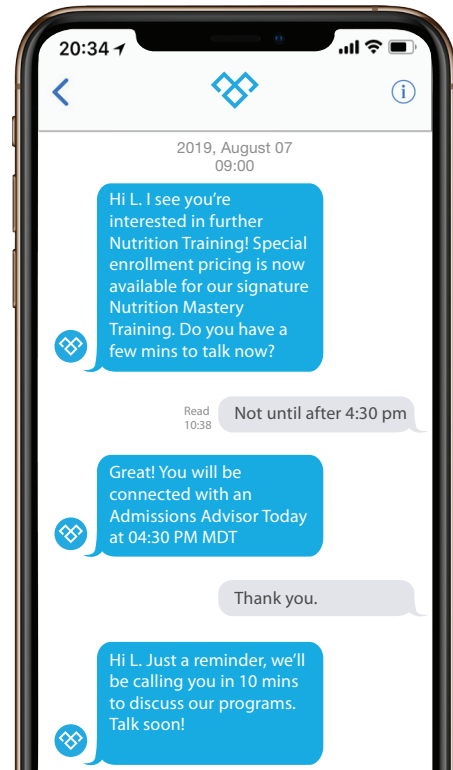 20:34
2019, August 07
09:00
Hi L. I see you're
interested in further
Nutrition Training! Special
enrollment pricing is now
available for our signature
Nutrition Mastery
Training. Do you have a
few mins to talk now?
Read
10:38
Not until after 4:30 pm
Great! You will be
connected with an
Admissions Advisor Today
at 04:30 PM MDT
Thank you.
Hi L. Just a reminder, we'll
be calling you in 10 mins
to discuss our programs.
Talk soon!